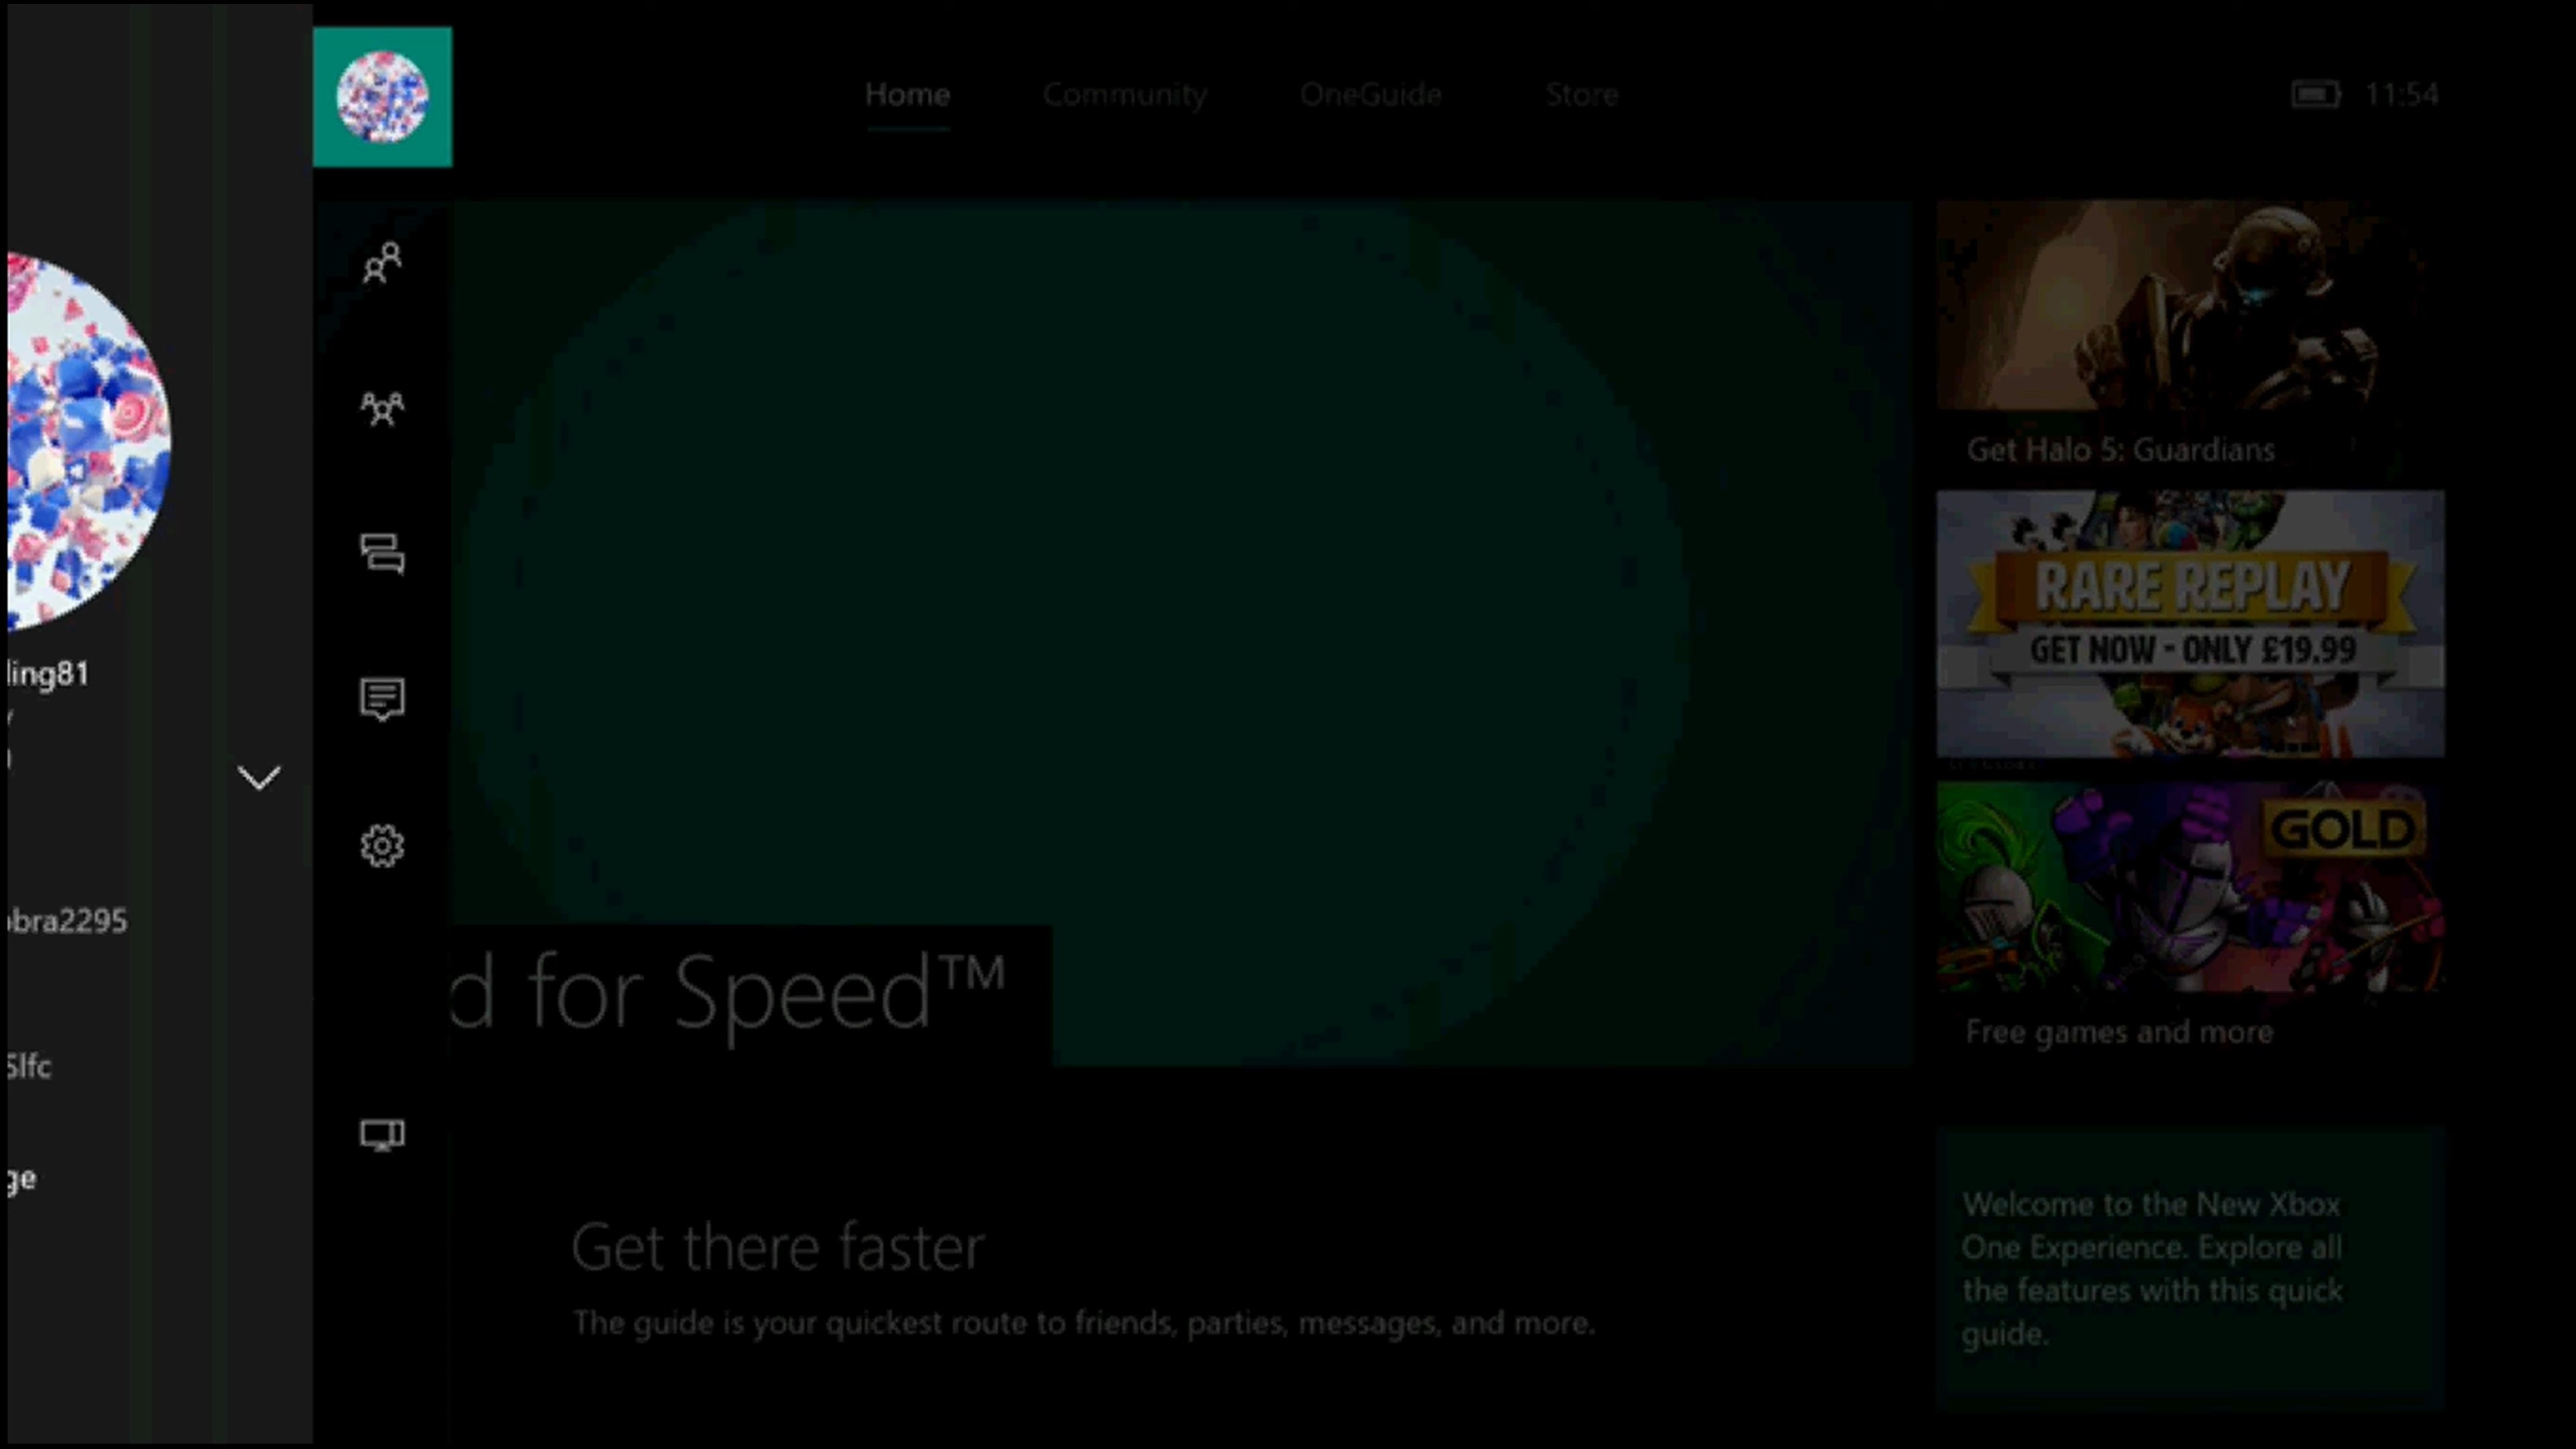 Home Community OneGuide Store 11:54
ling81
bra2295
5lfc
ge
d for Speed™
Get there faster
The guide is your quickest route to friends, parties, messages, and more.
Get Halo 5: Guardians
RARE REPLAY
GET NOW - ONLY £19.99
GOLD
Free games and more
Welcome to the New Xbox
One Experience. Explore all
the features with this quick
guide.